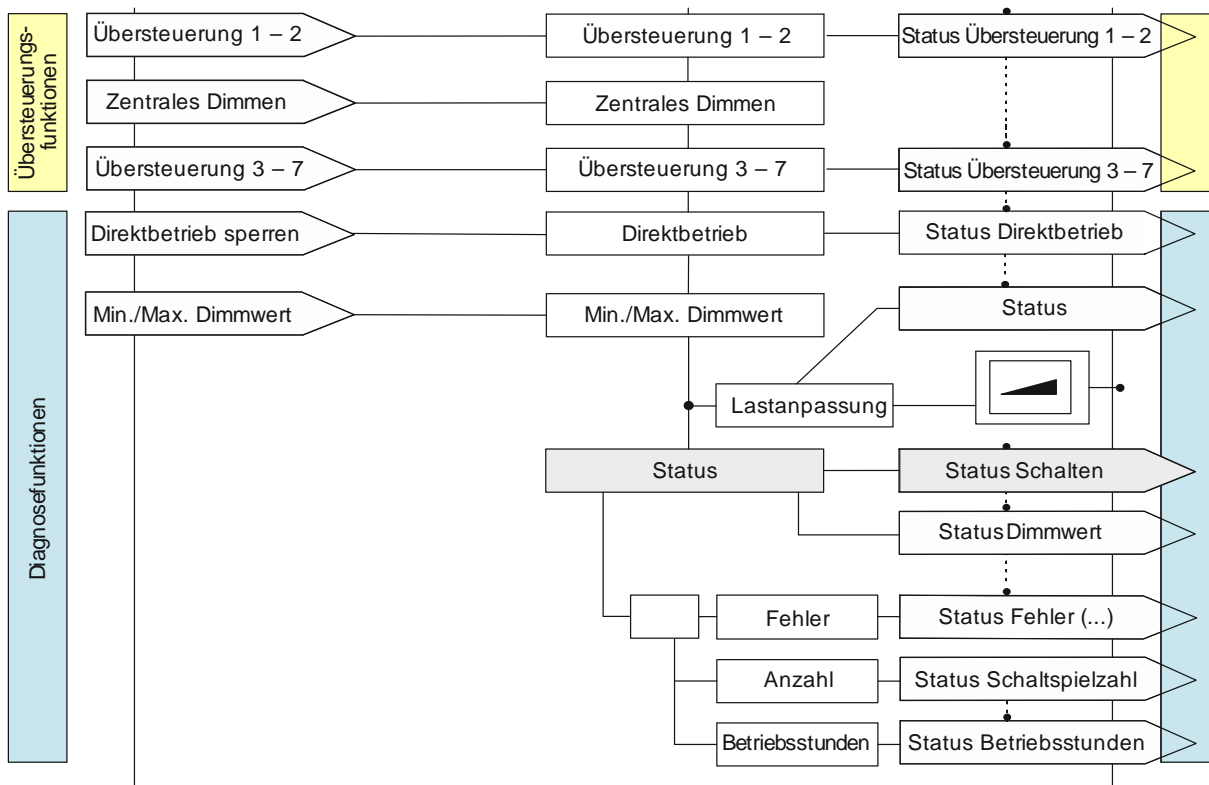 Übersteuerungs-
funktionen
Übersteuerung 1 – 2
Übersteuerung 1 – 2
Status Übersteuerung 1 – 2
Zentrales Dimmen
Zentrales Dimmen
Übersteuerung 3 – 7
Übersteuerung 3 – 7
Status Übersteuerung 3 – 7
Diagnosefunktionen
Direktbetrieb sperren
Direktbetrieb
Status Direktbetrieb
Min./Max. Dimmwert
Min./Max. Dimmwert
Status
Lastanpassung
Status
Status Schalten
Status Dimmwert
Fehler
Status Fehler (...)
Anzahl
Status Schaltspielzahl
Betriebsstunden
Status Betriebsstunden